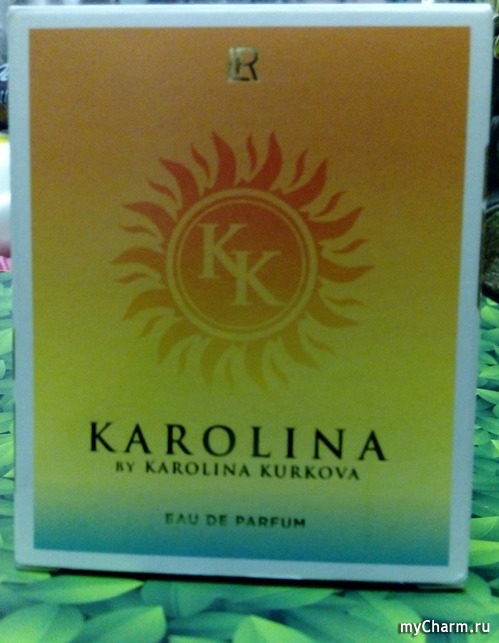 LR
KK
KAROLINA
BY KAROLINA KURKOVA
EAU DE PARFUM
myCharm.ru